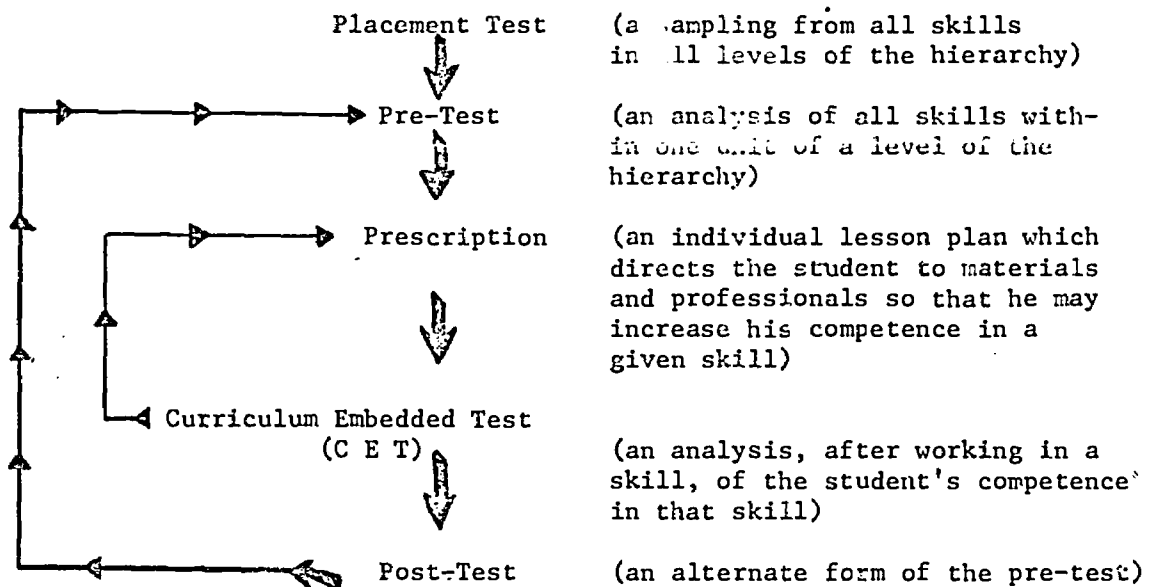 Placement Test
(a ampling from all skills
in 11 levels of the hierarchy)
Pre-Test
(an analysis of all skills with-
in one unit of a level of the
hierarchy)
Prescription
(an individual lesson plan which
directs the student to materials
and professionals so that he may
increase his competence in a
given skill)
Curriculum Embedded Test
(C E T)
(an analysis, after working in a
skill, of the student's competence
in that skill)
Post-Test
(an alternate form of the pre-test)